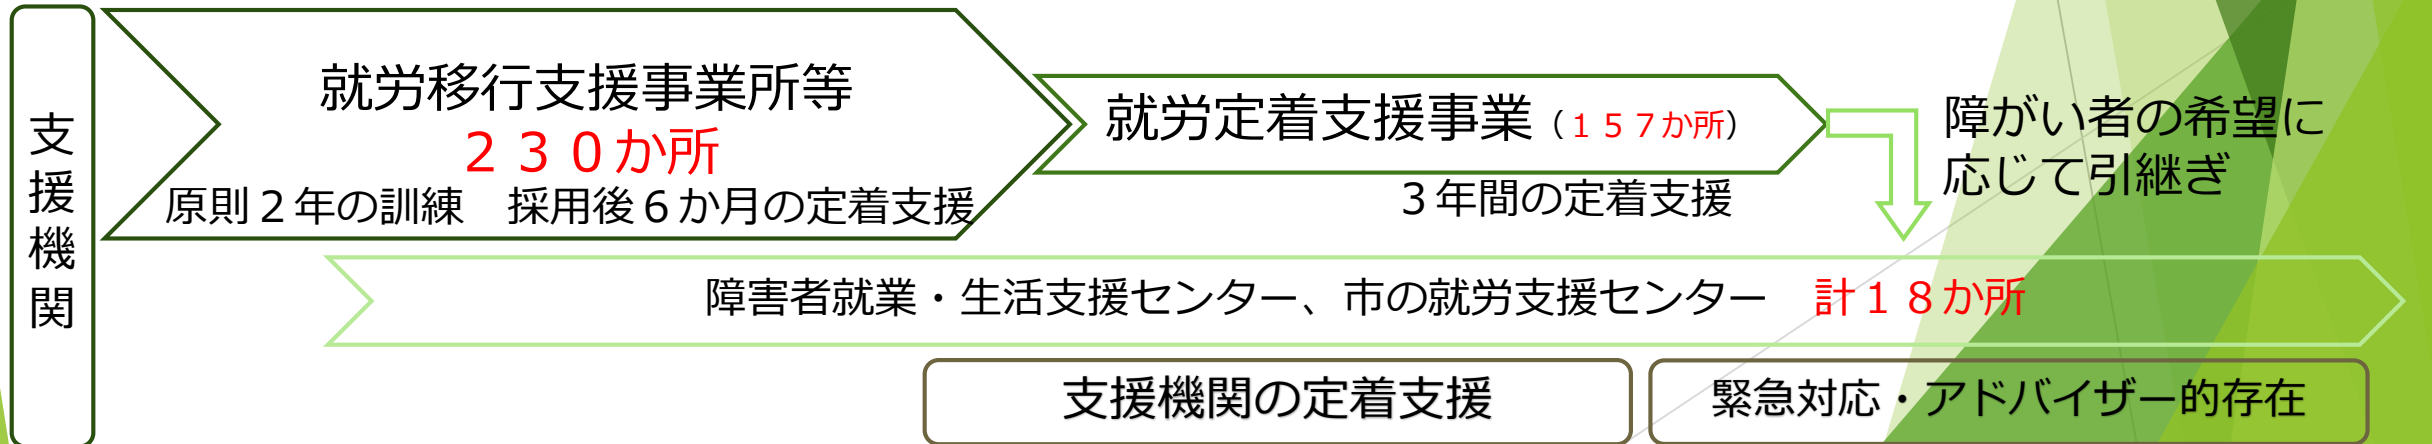 支援機関
就労移行支援事業所等
２３０か所
原則２年の訓練　採用後６か月の定着支援
就労定着支援事業（１５７か所）
３年間の定着支援
障がい者の希望に
応じて引継ぎ
障害者就業・生活支援センター、市の就労支援センター　計１８か所
支援機関の定着支援
緊急対応・アドバイザー的存在